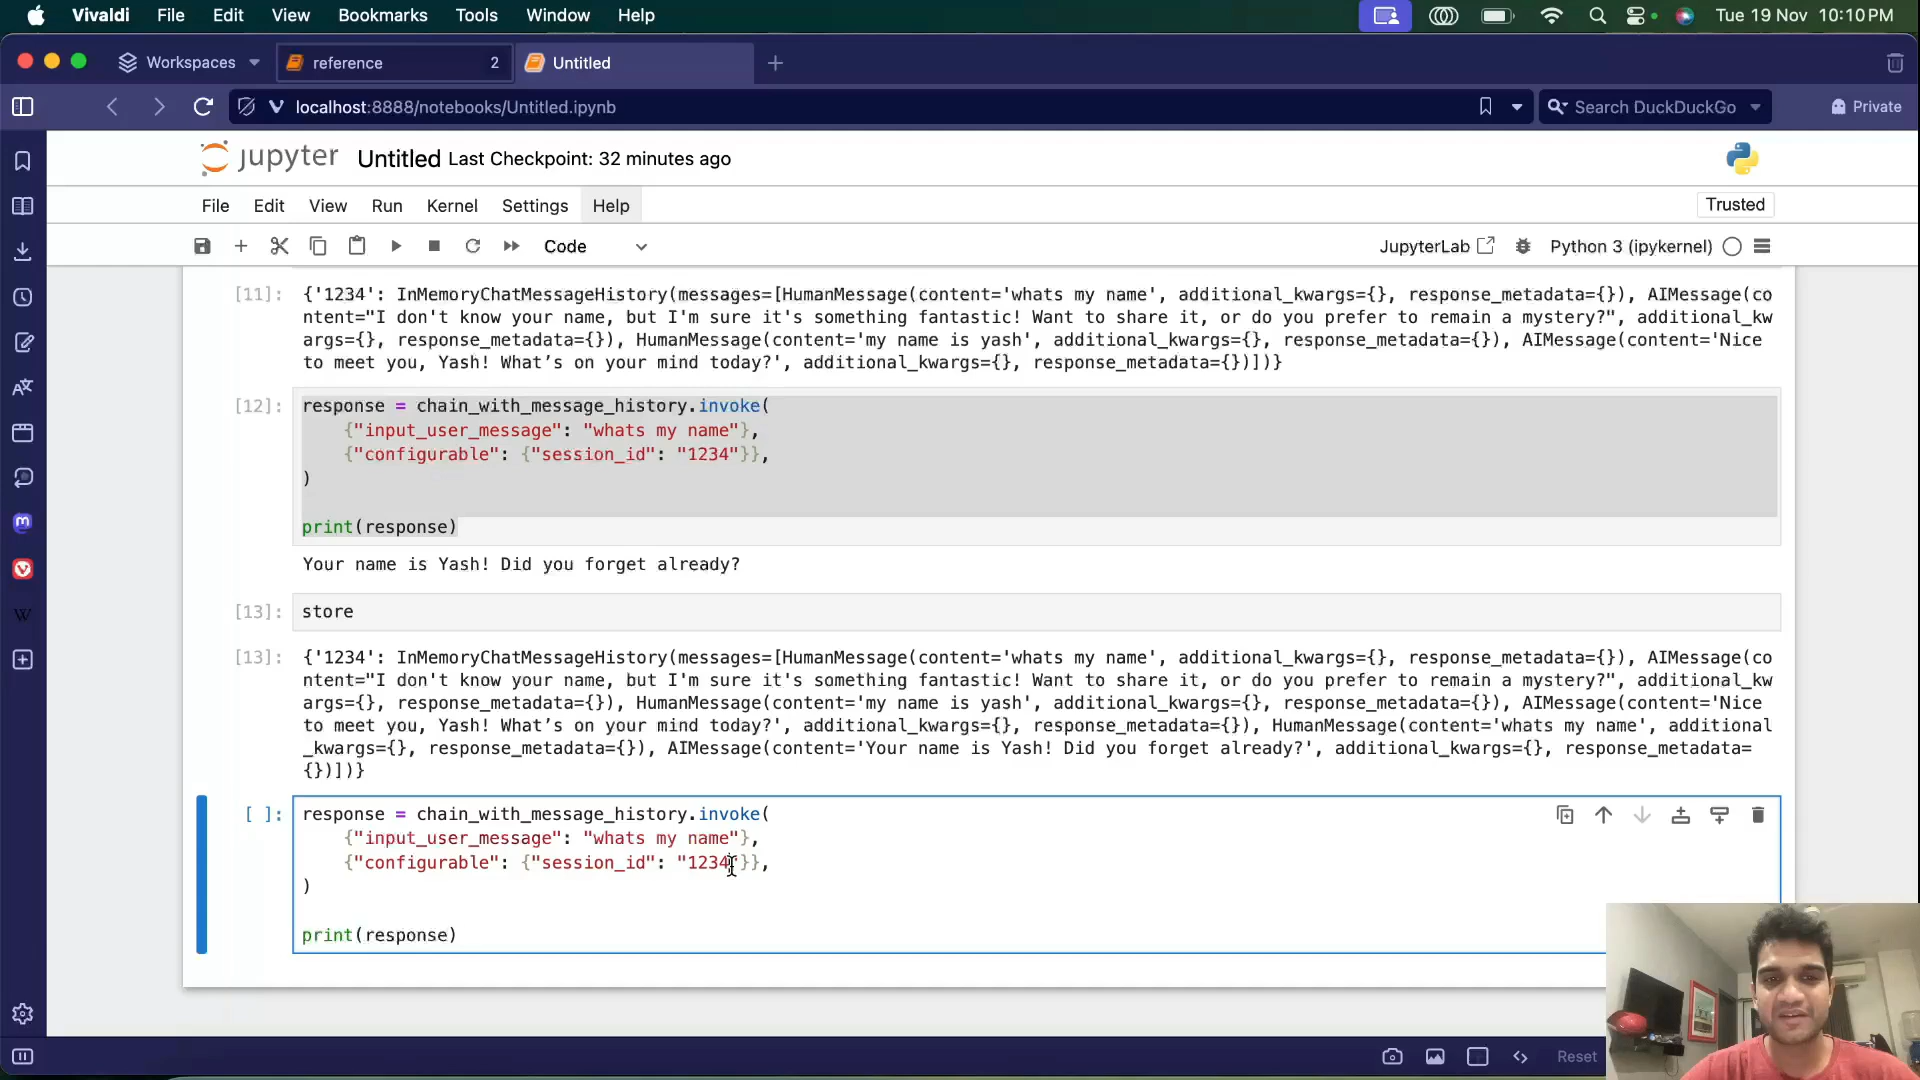 Vivaldi File Edit View Bookmarks Tools Window Help Tue 19 Nov 10:10 PM
Workspaces reference 2 Untitled
localhost:8888/notebooks/Untitled.ipynb Search DuckDuckGo Private
jupyter Untitled Last Checkpoint: 32 minutes ago
File Edit View Run Kernel Settings Help Trusted
Code JupyterLab Python 3 (ipykernel)
[11]: {'1234': InMemoryChatMessageHistory(messages=[HumanMessage(content='whats my name', additional_kwargs={}, response_metadata={}), AIMessage(co
ntent="I don't know your name, but I'm sure it's something fantastic! Want to share it, or do you prefer to remain a mystery?", additional_kw
args={}, response_metadata={}), HumanMessage(content='my name is yash', additional_kwargs={}, response_metadata={}), AIMessage(content='Nice
to meet you, Yash! What’s on your mind today?', additional_kwargs={}, response_metadata={})])}
[12]: response = chain_with_message_history.invoke(
{"input_user_message": "whats my name"},
{"configurable": {"session_id": "1234"}},
)
print(response)
Your name is Yash! Did you forget already?
[13]: store
[13]: {'1234': InMemoryChatMessageHistory(messages=[HumanMessage(content='whats my name', additional_kwargs={}, response_metadata={}), AIMessage(co
ntent="I don't know your name, but I'm sure it's something fantastic! Want to share it, or do you prefer to remain a mystery?", additional_kw
args={}, response_metadata={}), HumanMessage(content='my name is yash', additional_kwargs={}, response_metadata={}), AIMessage(content='Nice
to meet you, Yash! What’s on your mind today?', additional_kwargs={}, response_metadata={}), HumanMessage(content='whats my name', additional
_kwargs={}, response_metadata={}), AIMessage(content='Your name is Yash! Did you forget already?', additional_kwargs={}, response_metadata=
{})])}
[ ]: response = chain_with_message_history.invoke(
{"input_user_message": "whats my name"},
{"configurable": {"session_id": "1234"}},
)
print(response)
W
Reset